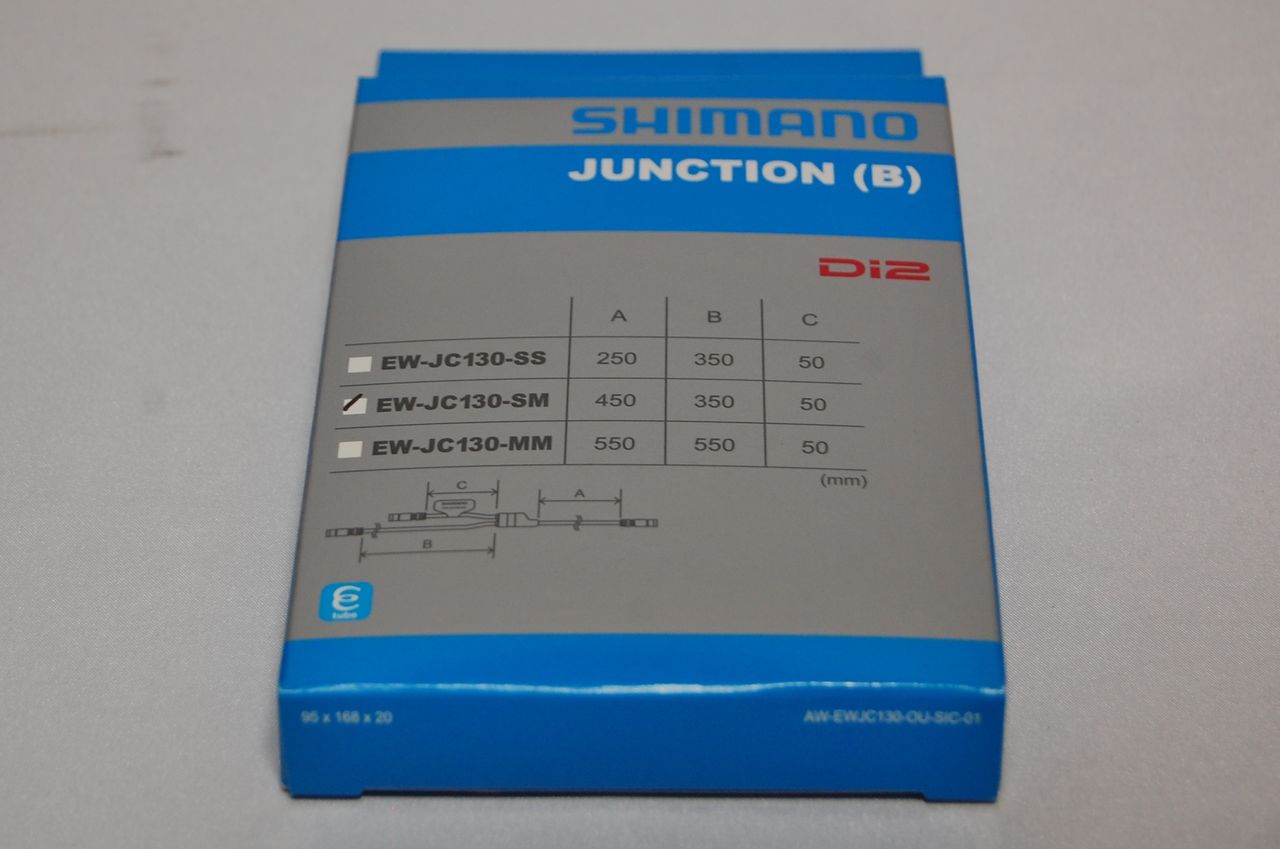 SHIMANO
JUNCTION (B)
Di2
A B C
EW-JC130-SS 250 350 50
EW-JC130-SM 450 350 50
EW-JC130-MM 550 550 50
(mm)
C
A
B
tube
95 x 168 x 20
AW-EWJC130-OU-SIC-01